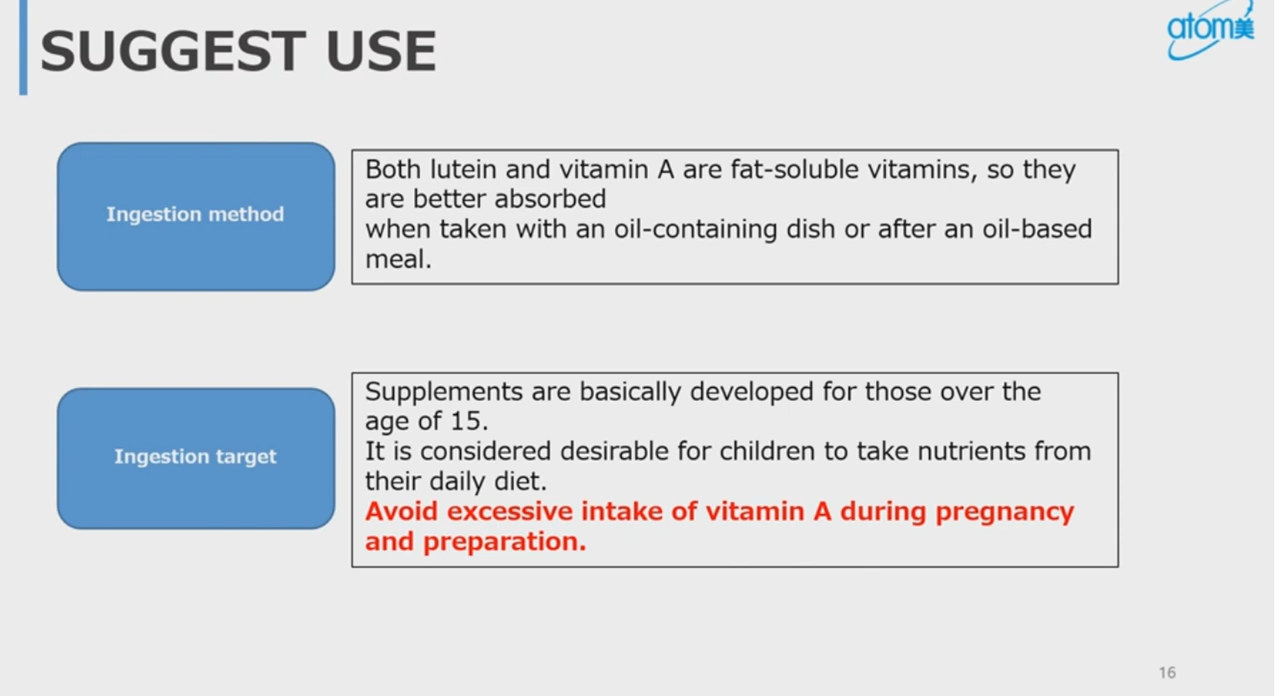 SUGGEST USE
atom美
Ingestion method
Both lutein and vitamin A are fat-soluble vitamins, so they
are better absorbed
when taken with an oil-containing dish or after an oil-based
meal.
Ingestion target
Supplements are basically developed for those over the
age of 15.
It is considered desirable for children to take nutrients from
their daily diet.
Avoid excessive intake of vitamin A during pregnancy
and preparation.
16